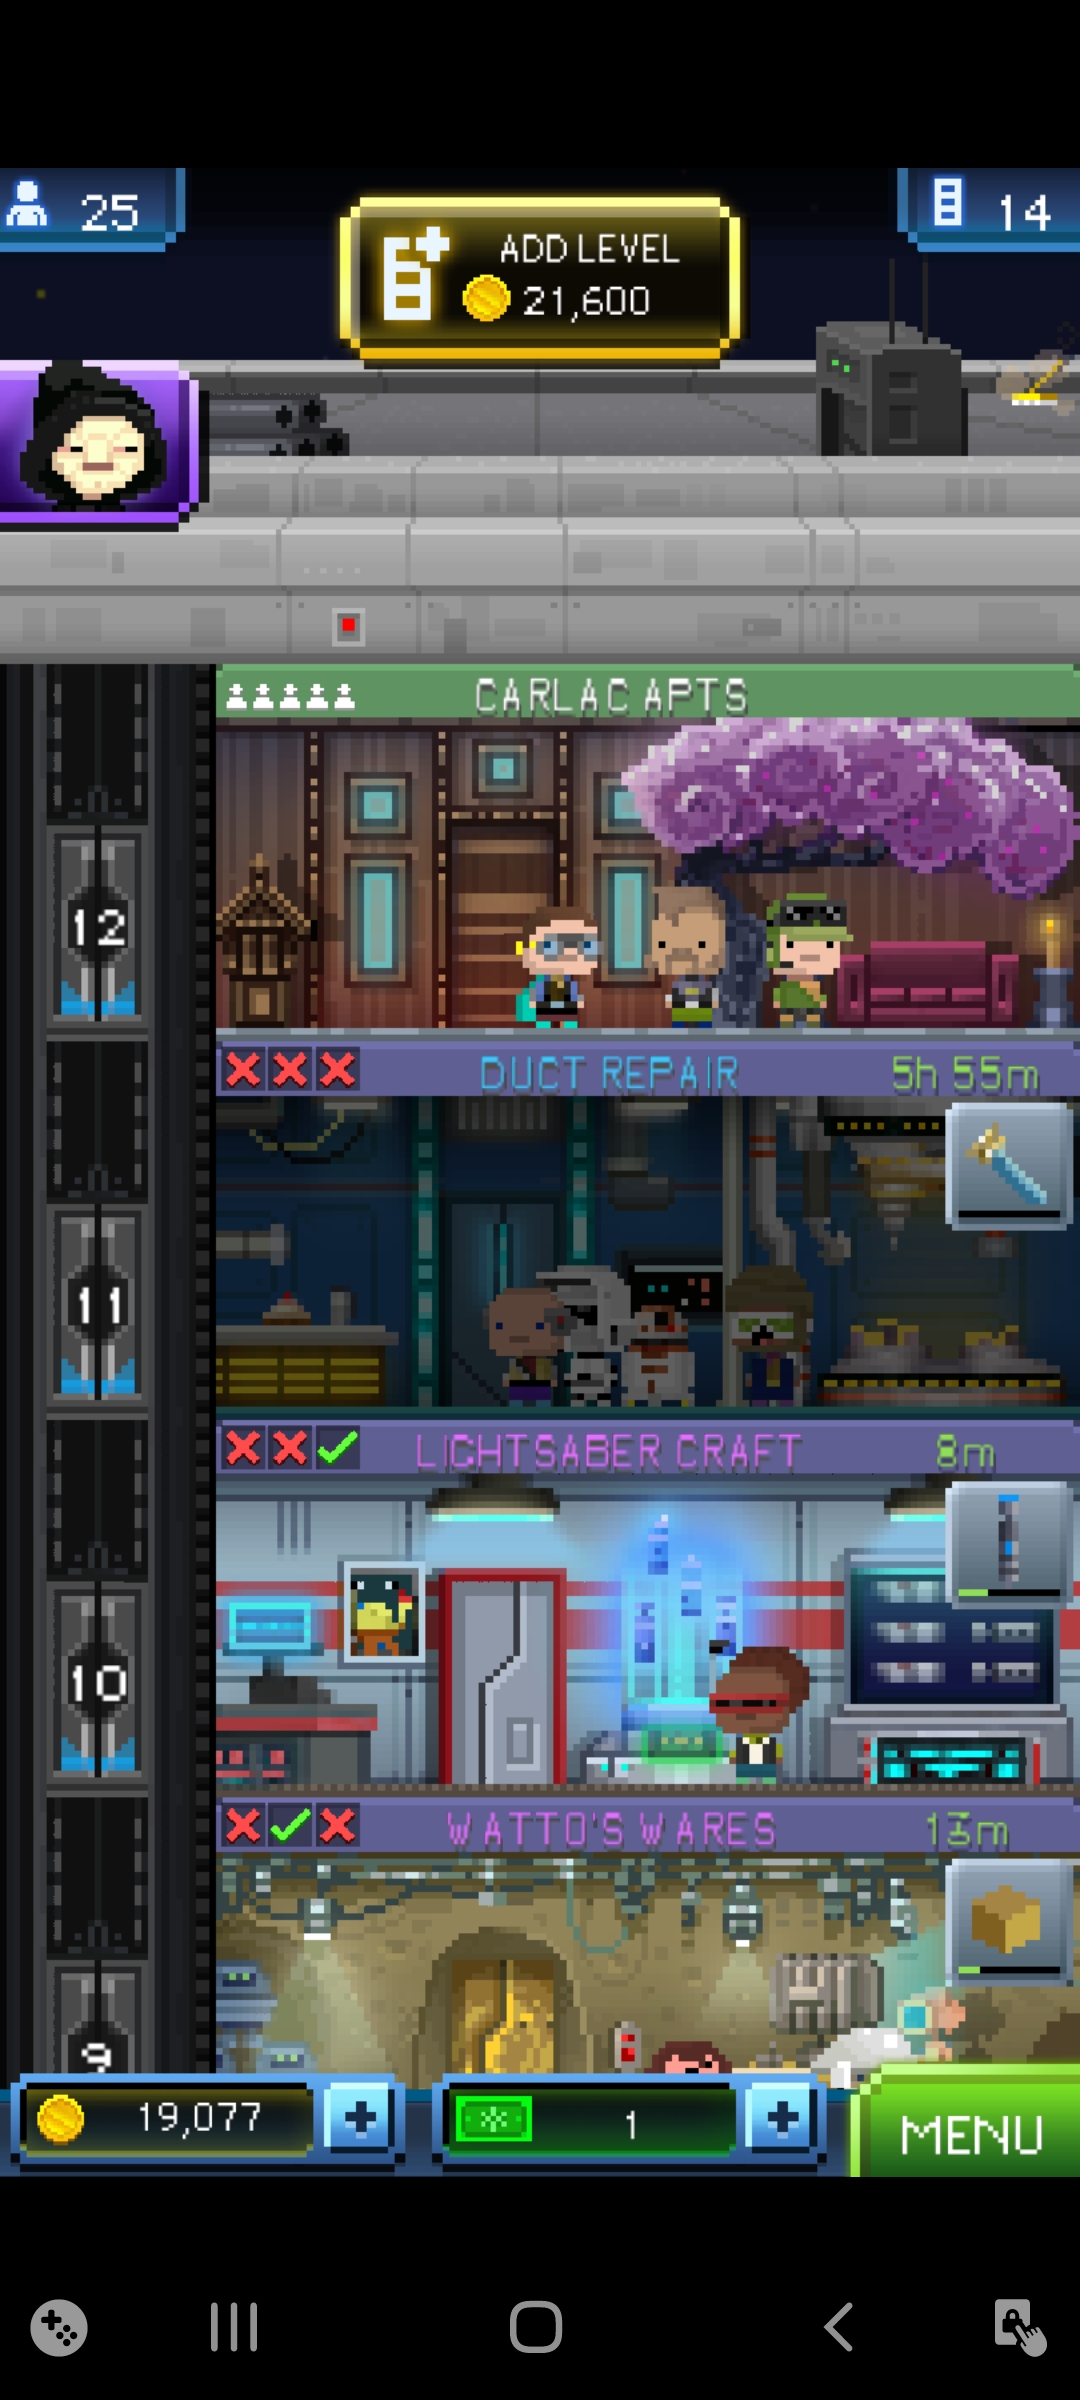 25
ADD LEVEL
21,600
14
CARLAC APTS
12
DUCT REPAIR
5h 55m
11
LIGHTSABER CRAFT
8m
10
WATTO'S WARES
13m
9
19,077
1
MENU